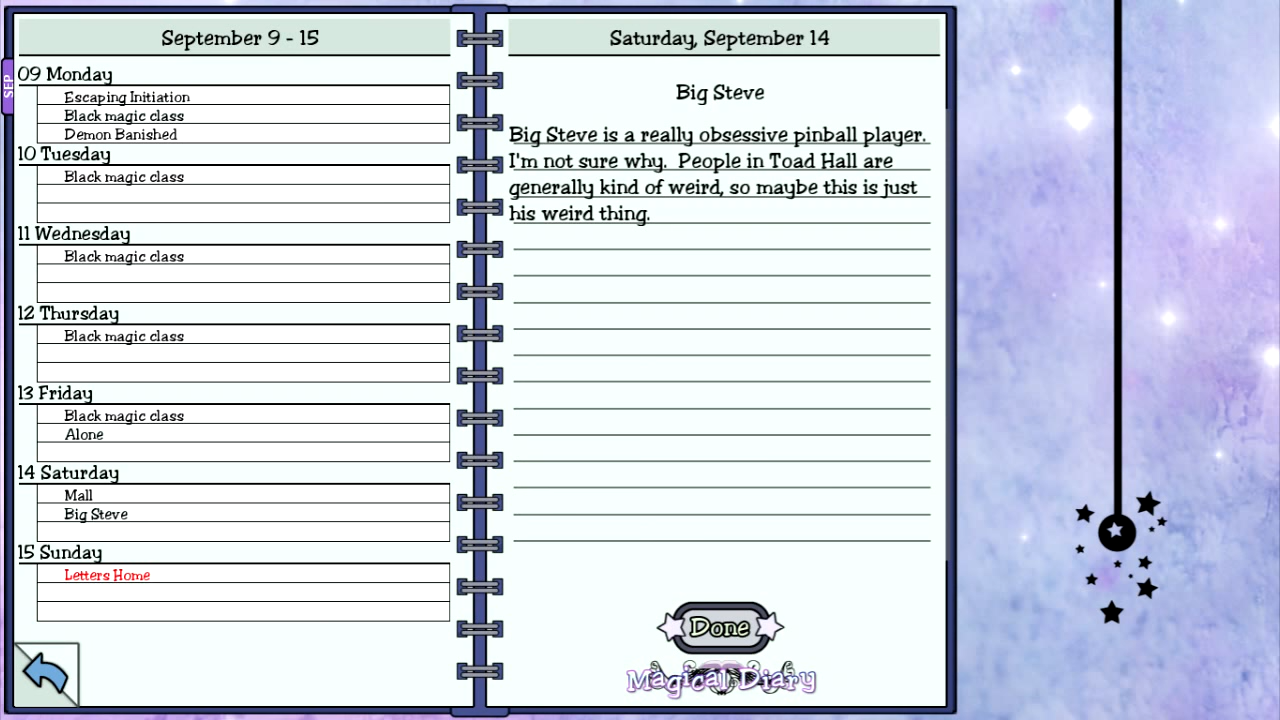 September 9 - 15
SEP
09 Monday
Escaping Initiation
Black magic class
Demon Banished
10 Tuesday
Black magic class
11 Wednesday
Black magic class
12 Thursday
Black magic class
13 Friday
Black magic class
Alone
14 Saturday
Mall
Big Steve
15 Sunday
Letters Home
Saturday, September 14
Big Steve
Big Steve is a really obsessive pinball player.
I'm not sure why.  People in Toad Hall are
generally kind of weird, so maybe this is just
his weird thing.
Done
Magical Diary